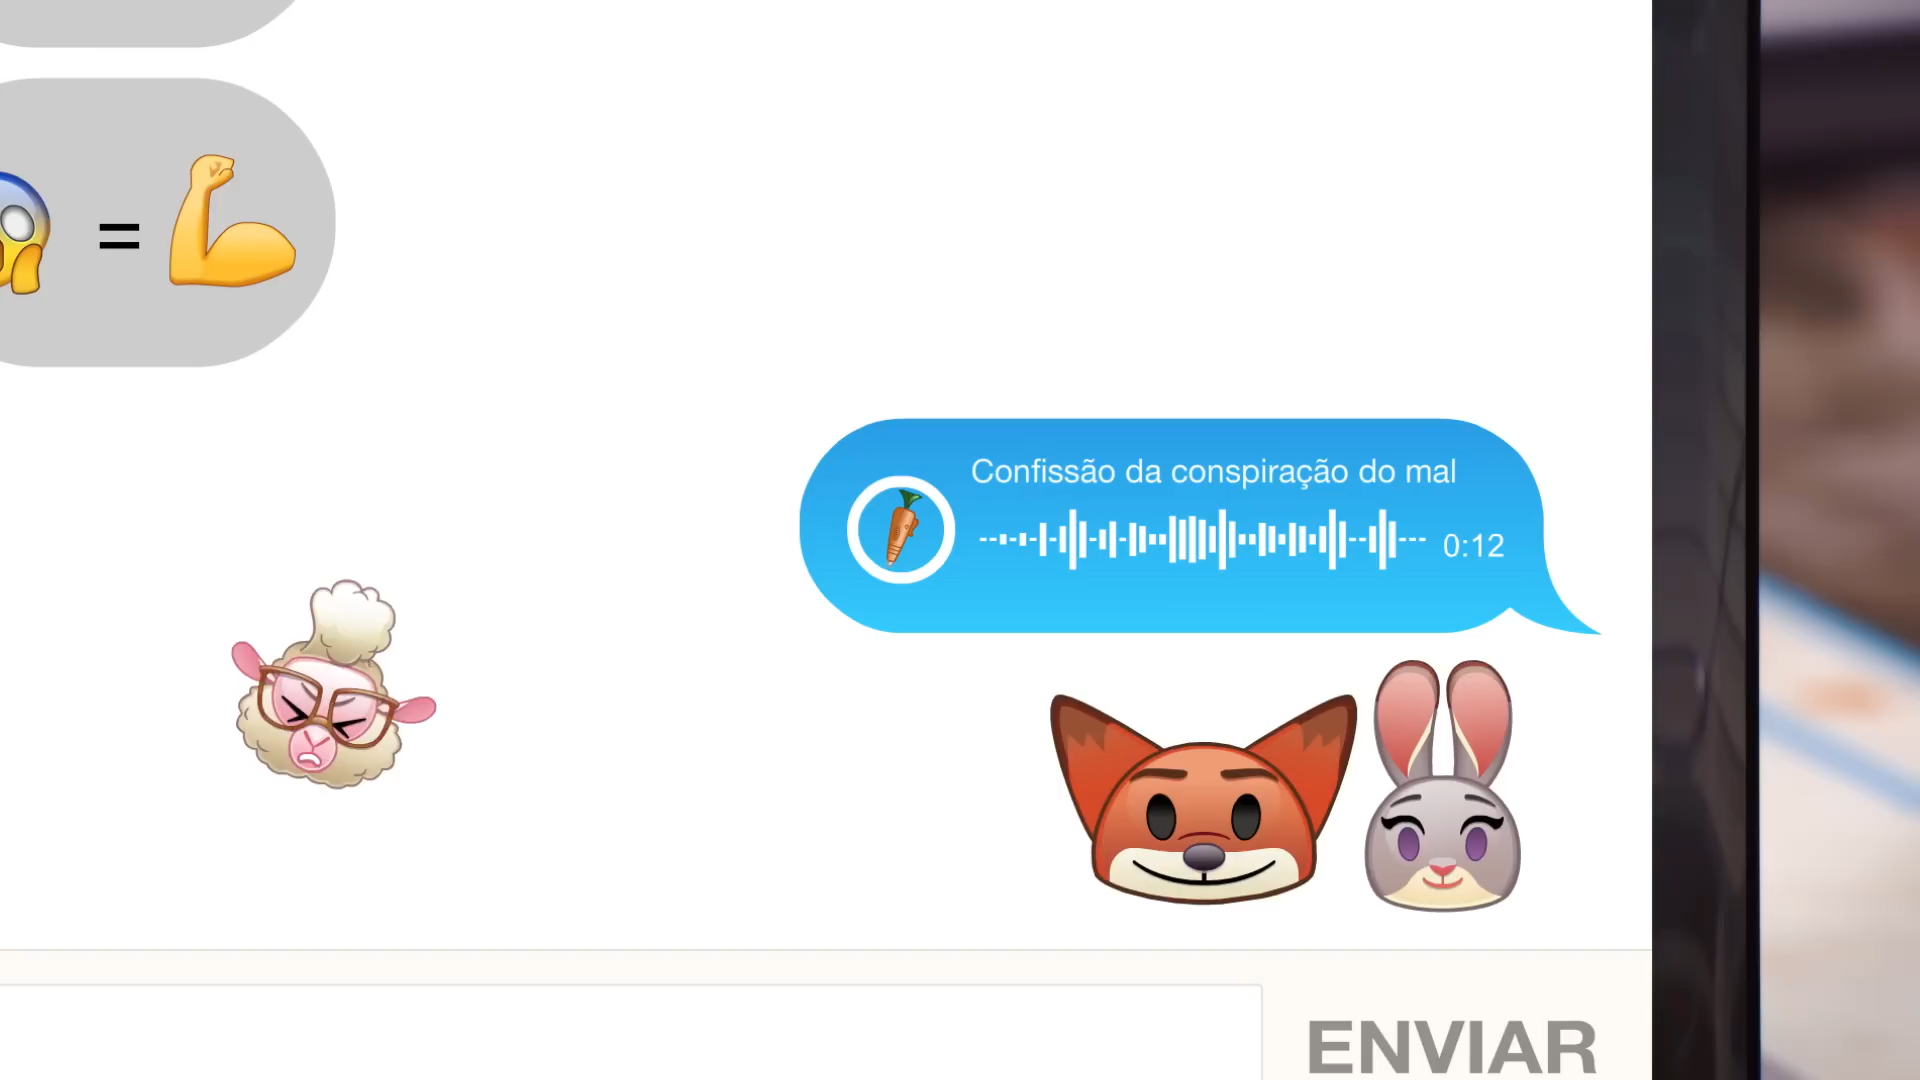 =
Confissão da conspiração do mal
0:12
ENVIAR